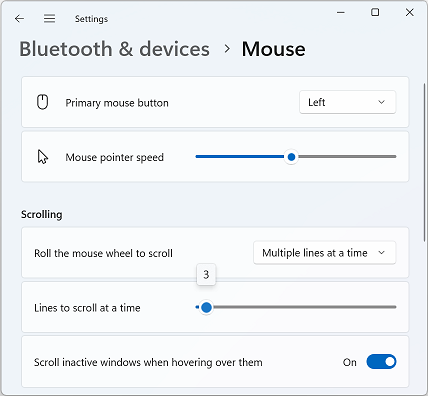 Settings
Bluetooth & devices > Mouse
Primary mouse button Left
Mouse pointer speed
Scrolling
Roll the mouse wheel to scroll Multiple lines at a time
3
Lines to scroll at a time
Scroll inactive windows when hovering over them On